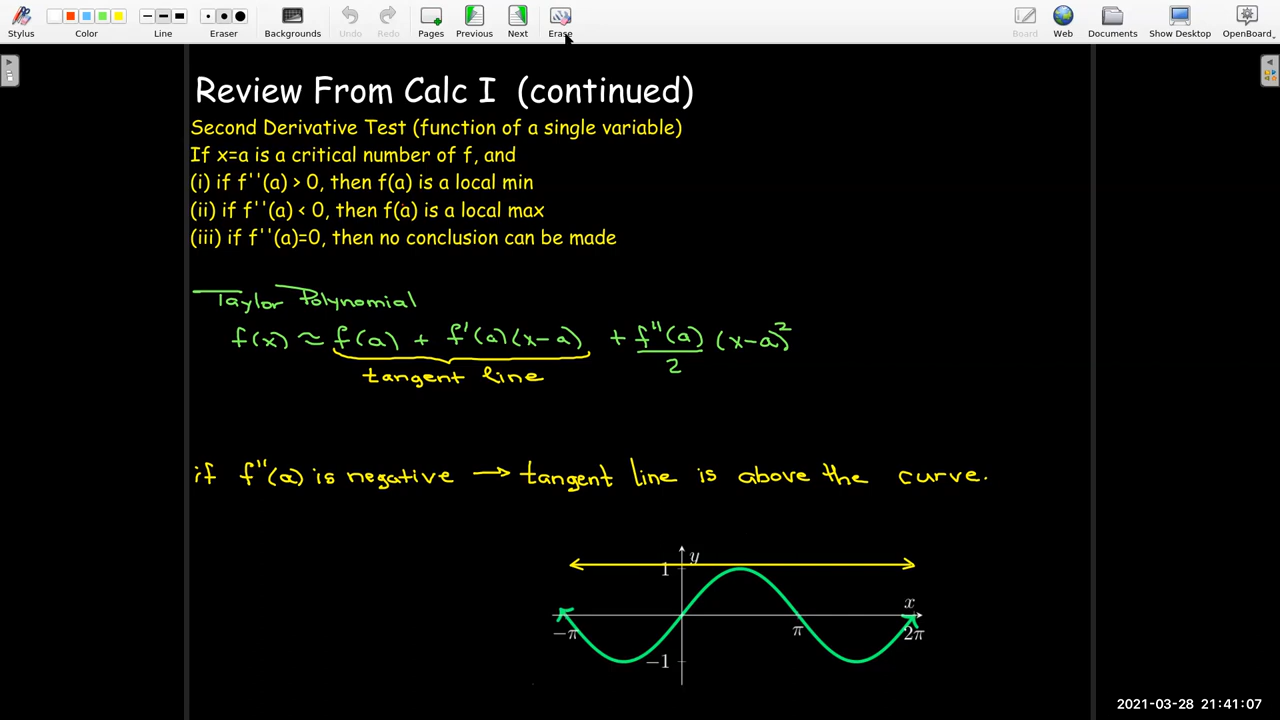 Stylus Color Line Eraser Backgrounds Undo Redo Pages Previous Next Erase Board Web Documents Show Desktop OpenBoard
Review From Calc I (continued)
Second Derivative Test (function of a single variable)
If x=a is a critical number of f, and
(i) if f''(a) > 0, then f(a) is a local min
(ii) if f''(a) < 0, then f(a) is a local max
(iii) if f''(a)=0, then no conclusion can be made
Taylor Polynomial
f(x) ≈ f(a) + f'(a)(x-a) + f''(a)/2 (x-a)²
tangent line
if f''(a) is negative → tangent line is above the curve.
y
1
x
-π π 2π
-1
2021-03-28 21:41:07